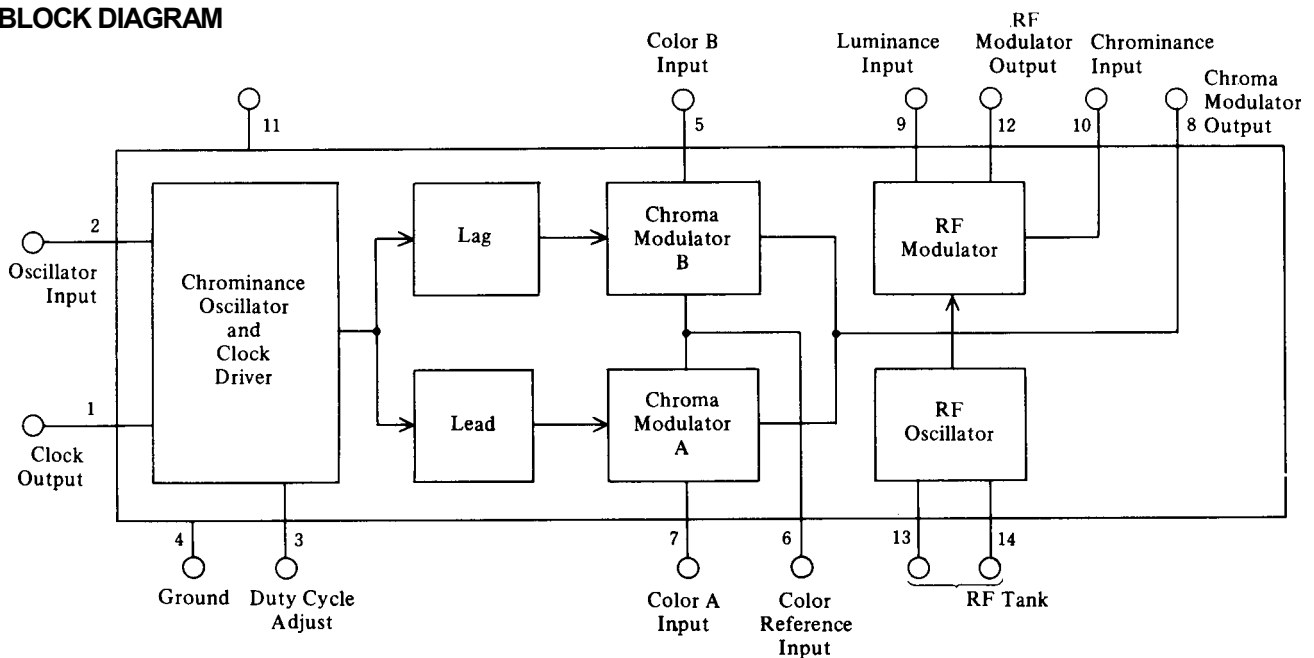 BLOCK DIAGRAM
Color B
Input
Luminance
Input
RF
Modulator
Output
Chrominance
Input
Chroma
Modulator
Output
11
5
9
12
10
8
2
Oscillator
Input
1
Clock
Output
Chrominance
Oscillator
and
Clock
Driver
Lag
Lead
Chroma
Modulator
B
Chroma
Modulator
A
RF
Modulator
RF
Oscillator
4
3
7
6
13
14
Ground
Duty Cycle
Adjust
Color A
Input
Color
Reference
Input
RF Tank